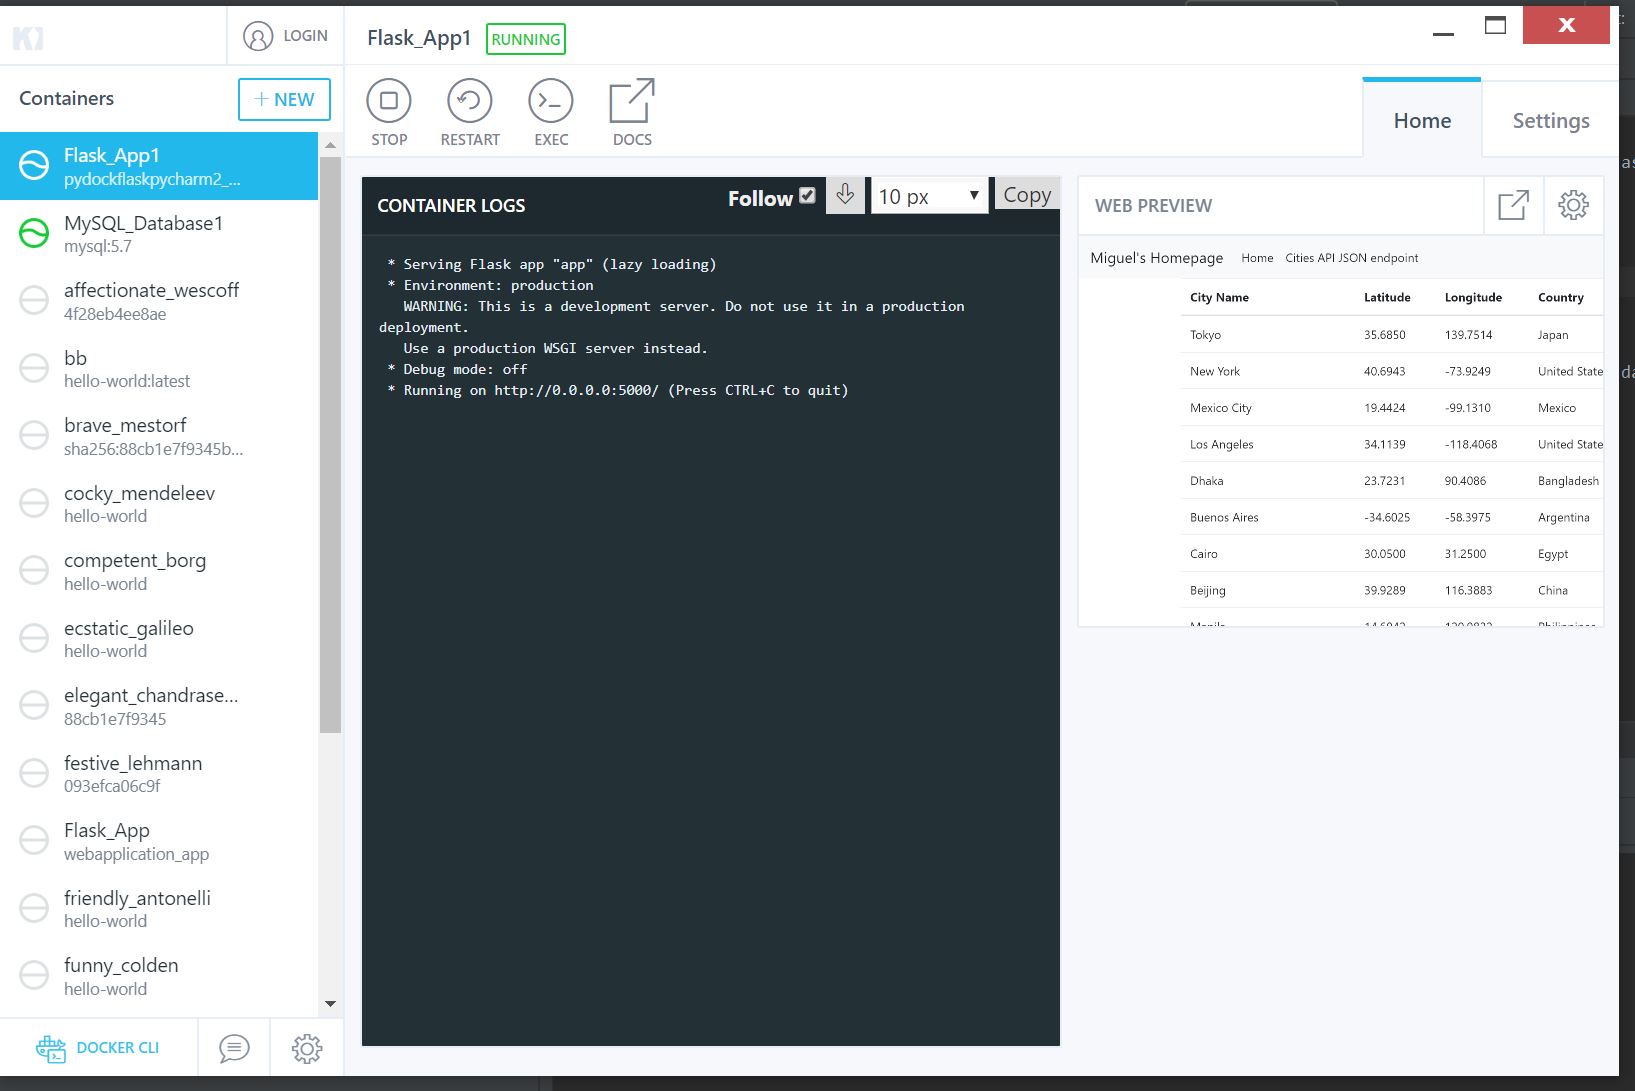 LOGIN
Flask_App1
RUNNING
Containers
+ NEW
STOP
RESTART
EXEC
DOCS
Home
Settings
Flask_App1
pydockflaskpycharm2_...
MySQL_Database1
mysql:5.7
affectionate_wescoff
4f28eb4ee8ae
bb
hello-world:latest
brave_mestorf
sha256:88cb1e7f9345b...
cocky_mendeleev
hello-world
competent_borg
hello-world
ecstatic_galileo
hello-world
elegant_chandrase...
88cb1e7f9345
festive_lehmann
093efca06c9f
Flask_App
webapplication_app
friendly_antonelli
hello-world
funny_colden
hello-world
DOCKER CLI
CONTAINER LOGS
Follow
10 px
Copy
* Serving Flask app "app" (lazy loading)
* Environment: production
WARNING: This is a development server. Do not use it in a production
deployment.
Use a production WSGI server instead.
* Debug mode: off
* Running on http://0.0.0.0:5000/ (Press CTRL+C to quit)
WEB PREVIEW
Miguel's Homepage Home Cities API JSON endpoint
City Name Latitude Longitude Country
Tokyo 35.6850 139.7514 Japan
New York 40.6943 -73.9249 United State
Mexico City 19.4424 -99.1310 Mexico
Los Angeles 34.1139 -118.4068 United State
Dhaka 23.7231 90.4086 Bangladesh
Buenos Aires -34.6025 -58.3975 Argentina
Cairo 30.0500 31.2500 Egypt
Beijing 39.9289 116.3883 China